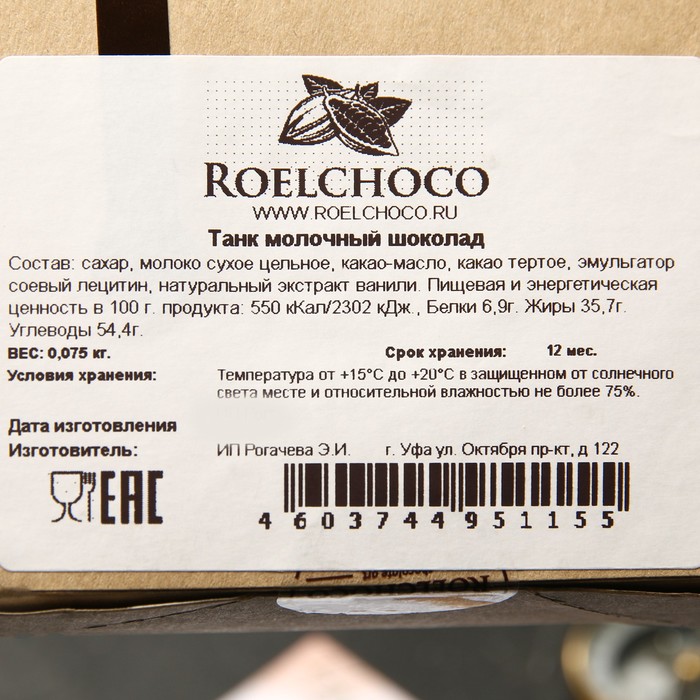 ROELCHOCO
WWW.ROELCHOCO.RU
Танк молочный шоколад
Состав: сахар, молоко сухое цельное, какао-масло, какао тертое, эмульгатор
соевый лецитин, натуральный экстракт ванили. Пищевая и энергетическая
ценность в 100 г. продукта: 550 кКал/2302 кДж., Белки 6,9г. Жиры 35,7г.
Углеводы 54,4г.
ВЕС: 0,075 кг. Срок хранения: 12 мес.
Условия хранения: Температура от +15°С до +20°С в защищенном от солнечного
света месте и относительной влажностью не более 75%.
Дата изготовления
Изготовитель: ИП Рогачева Э.И. г. Уфа ул. Октября пр-кт, д 122
EAC
4603744951155
ROELCHOCO